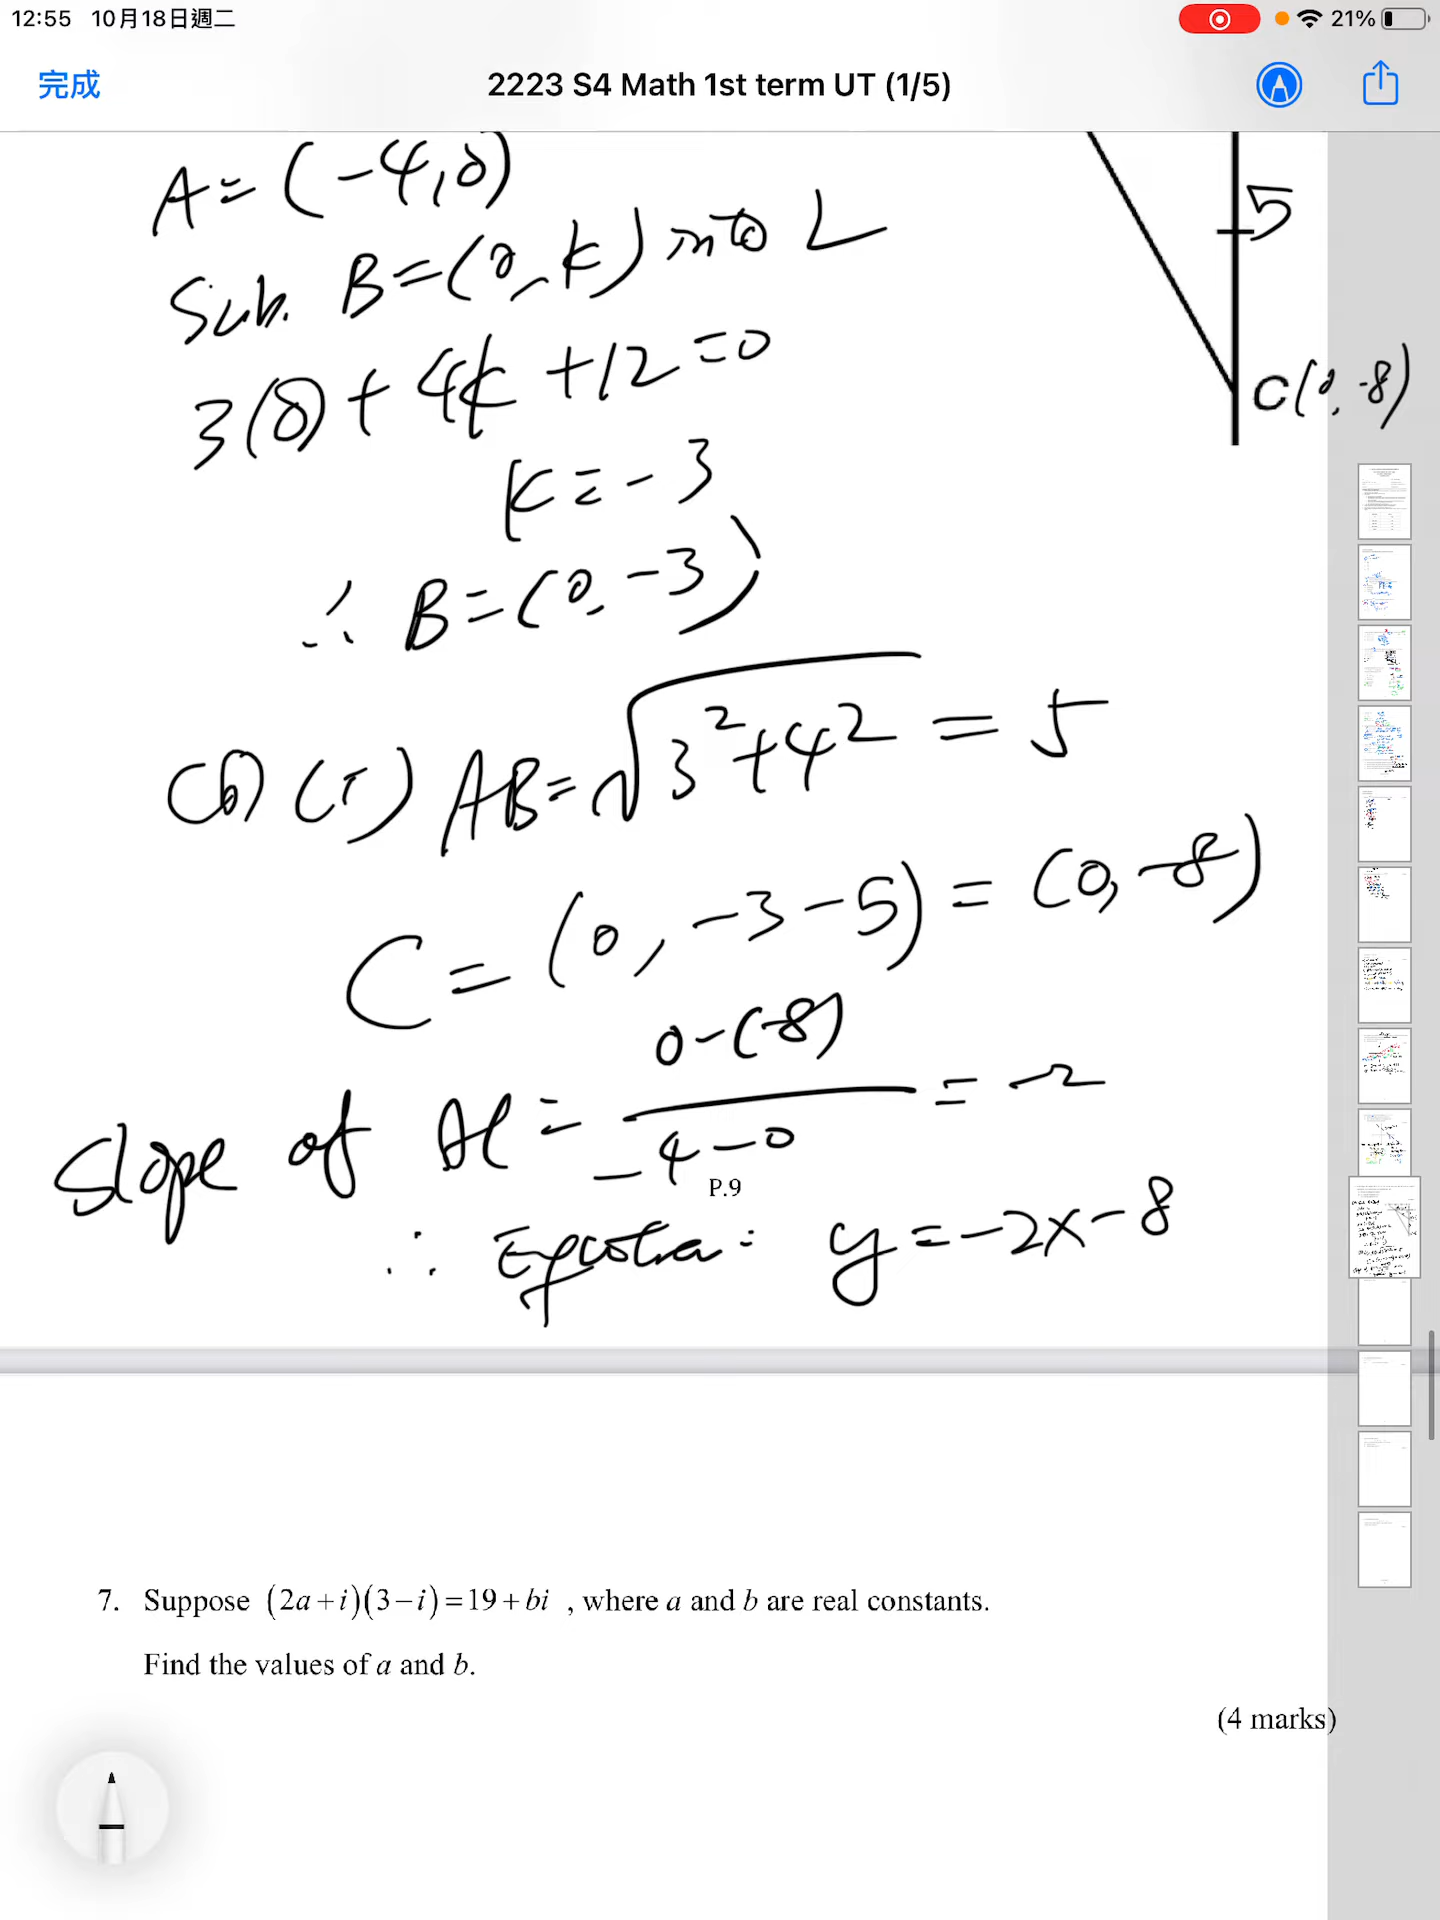 12:55 10月18日週二
21%
完成
2223 S4 Math 1st term UT (1/5)
A = (-4,0)
5
Sub. B=(0,k) into L
3(0)+4k+12=0
C(0,-8)
k=-3
∴ B=(0,-3)
(b) (i) AB=√3²+4² = 5
C = (0, -3-5) = (0, -8)
Slope of AC = 0-(-8) / -4-0 = -2
P.9
∴ Equation: y=-2x-8
7. Suppose (2a+i)(3-i)=19+bi , where a and b are real constants.
Find the values of a and b.
(4 marks)